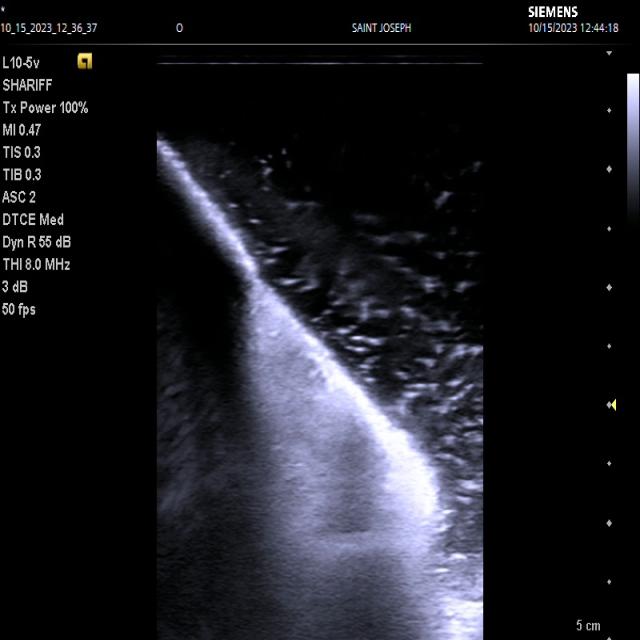 *
SIEMENS
10_15_2023_12_36_37 O SAINT JOSEPH 10/15/2023 12:44:18
L10-5v
SHARIFF
Tx Power 100%
MI 0.47
TIS 0.3
TIB 0.3
ASC 2
DTCE Med
Dyn R 55 dB
THI 8.0 MHz
3 dB
50 fps
5 cm